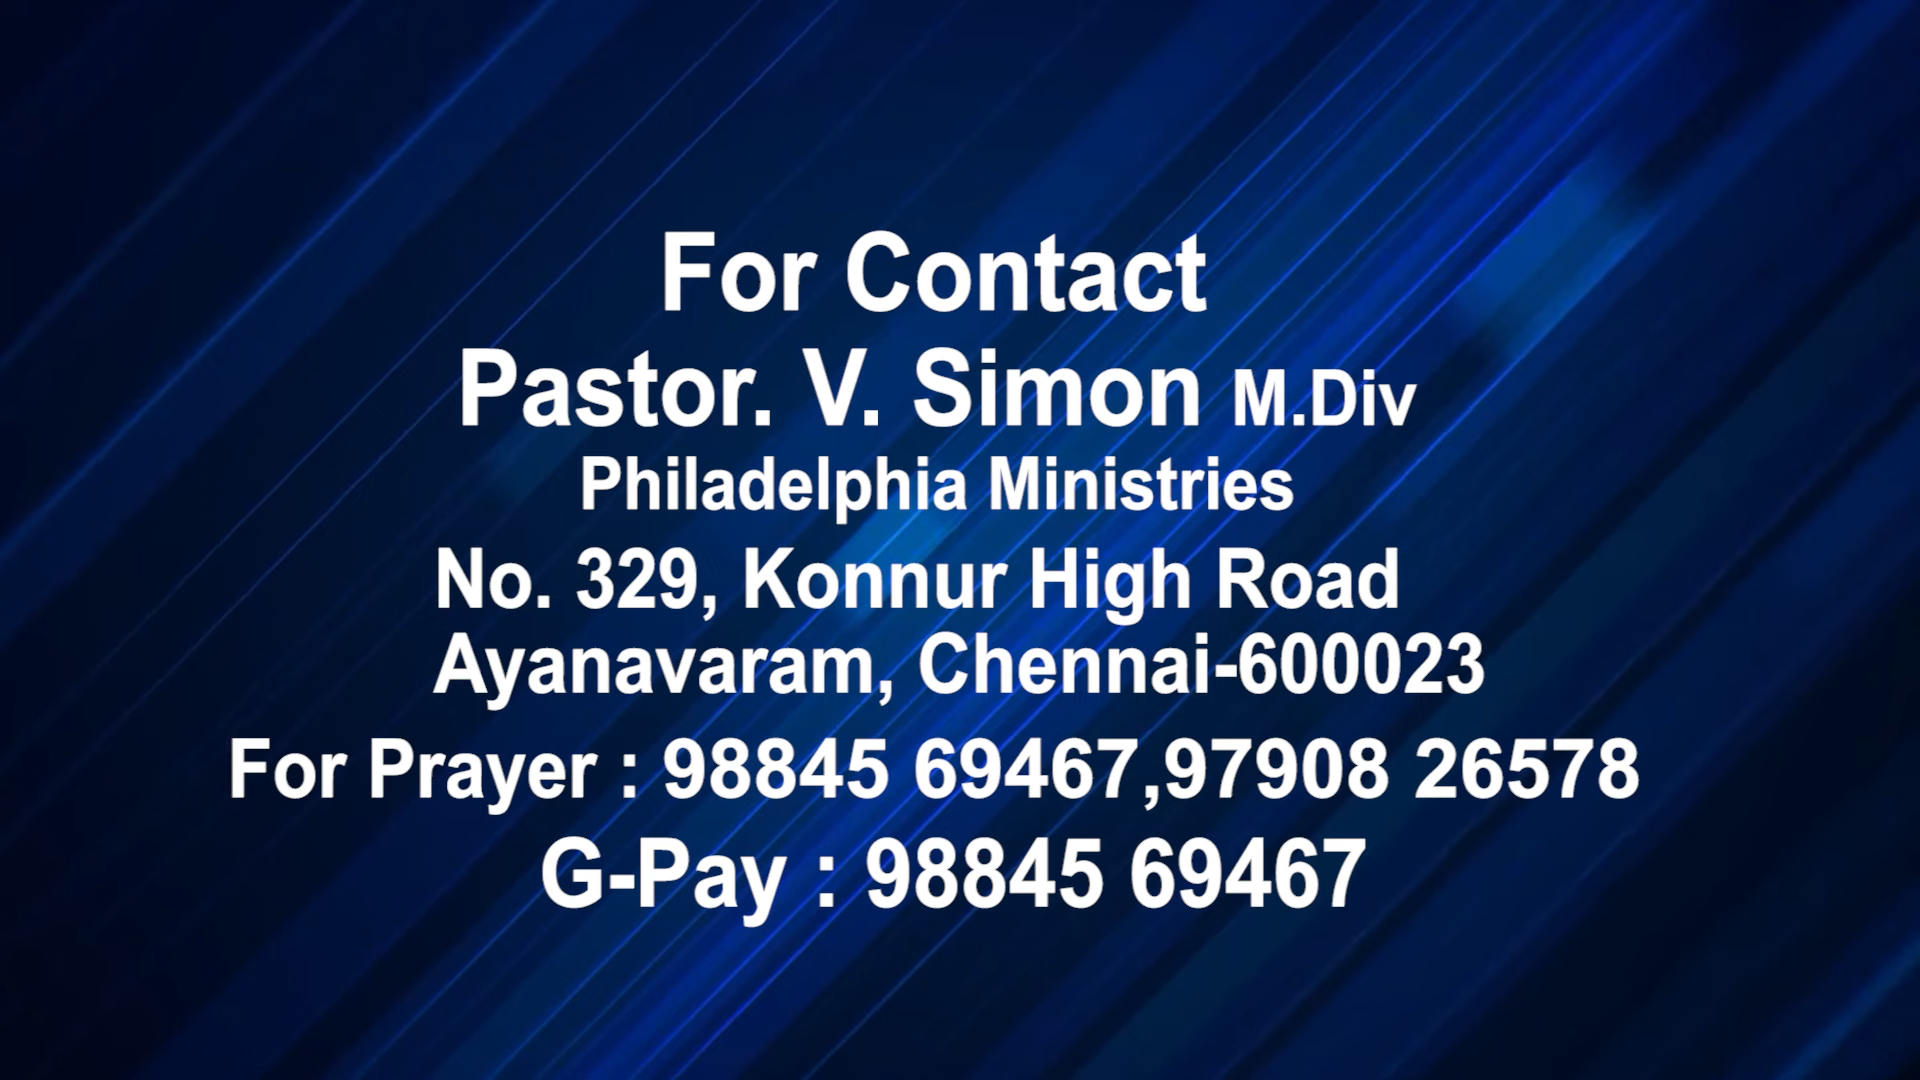 For Contact
Pastor. V. Simon M.Div
Philadelphia Ministries
No. 329, Konnur High Road
Ayanavaram, Chennai-600023
For Prayer : 98845 69467,97908 26578
G-Pay : 98845 69467